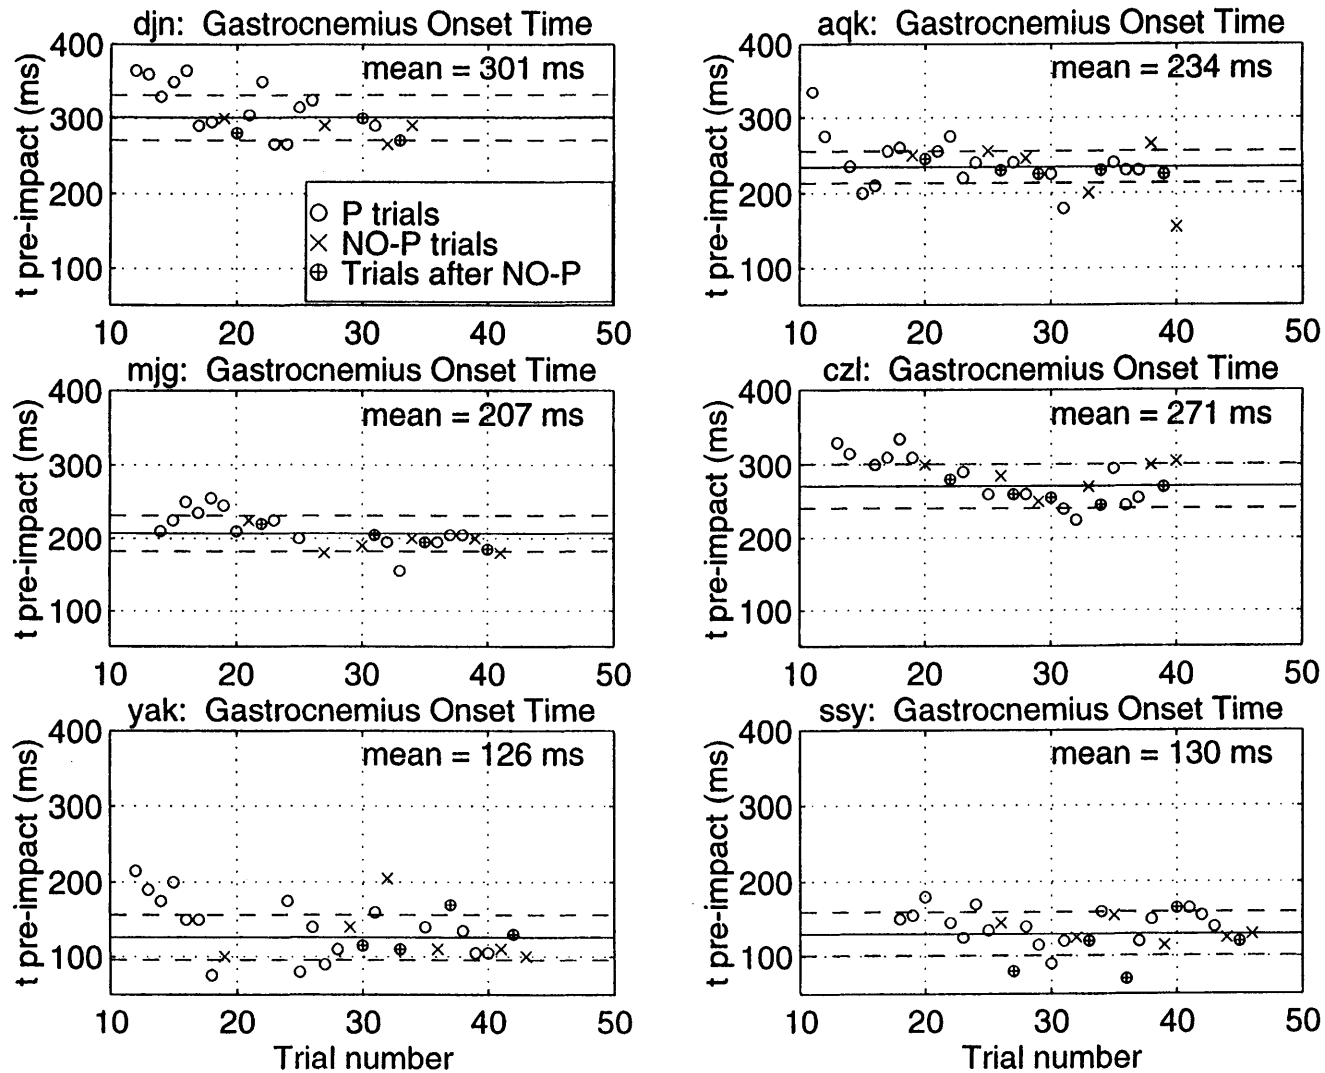 djn: Gastrocnemius Onset Time
400
300
200
100
t pre-impact (ms)
mean = 301 ms
P trials
NO-P trials
Trials after NO-P
10 20 30 40 50
aqk: Gastrocnemius Onset Time
400
300
200
100
t pre-impact (ms)
mean = 234 ms
10 20 30 40 50
mjg: Gastrocnemius Onset Time
400
300
200
100
t pre-impact (ms)
mean = 207 ms
10 20 30 40 50
czl: Gastrocnemius Onset Time
400
300
200
100
t pre-impact (ms)
mean = 271 ms
10 20 30 40 50
yak: Gastrocnemius Onset Time
400
300
200
100
t pre-impact (ms)
mean = 126 ms
10 20 30 40 50
Trial number
ssy: Gastrocnemius Onset Time
400
300
200
100
t pre-impact (ms)
mean = 130 ms
10 20 30 40 50
Trial number